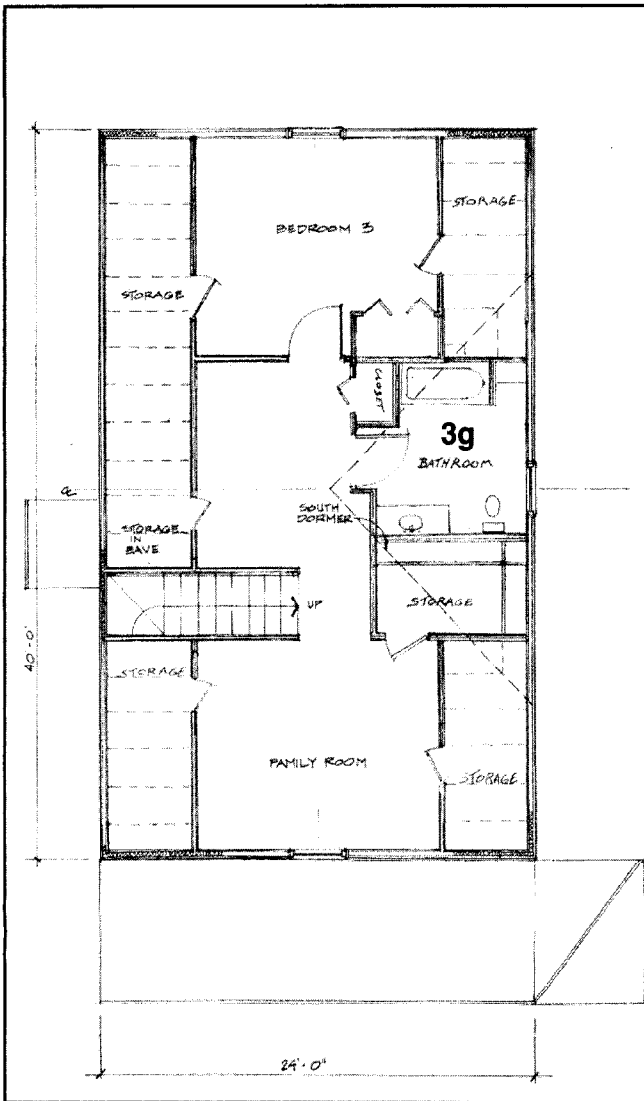 BEDROOM 3
STORAGE
STORAGE
CLOSET
3g
BATHROOM
℄
SOUTH
DORMER
STORAGE
IN
EAVE
UP
STORAGE
40'-0"
STORAGE
FAMILY ROOM
STORAGE
24'-0"